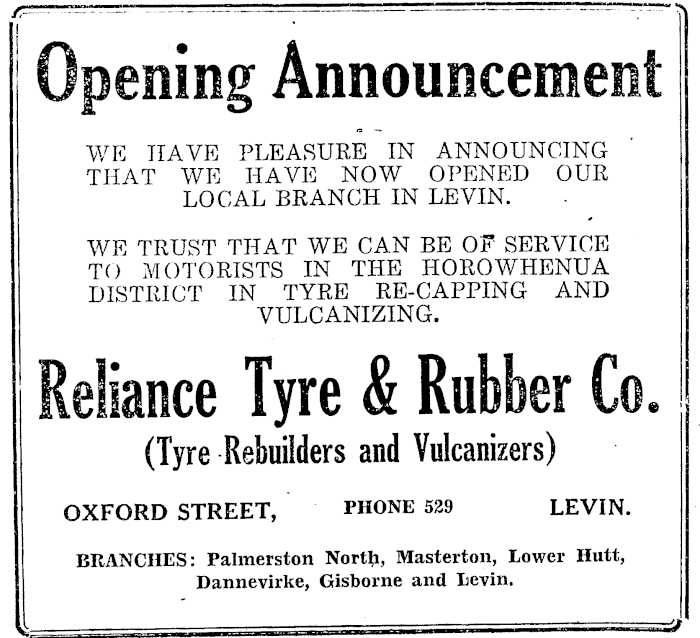 Opening Announcement
WE HAVE PLEASURE IN ANNOUNCING
THAT WE HAVE NOW OPENED OUR
LOCAL BRANCH IN LEVIN.
WE TRUST THAT WE CAN BE OF SERVICE
TO MOTORISTS IN THE HOROWHENUA
DISTRICT IN TYRE RE-CAPPING AND
VULCANIZING.
Reliance Tyre & Rubber Co.
(Tyre Rebuilders and Vulcanizers)
OXFORD STREET, PHONE 529 LEVIN.
BRANCHES: Palmerston North, Masterton, Lower Hutt,
Dannevirke, Gisborne and Levin.